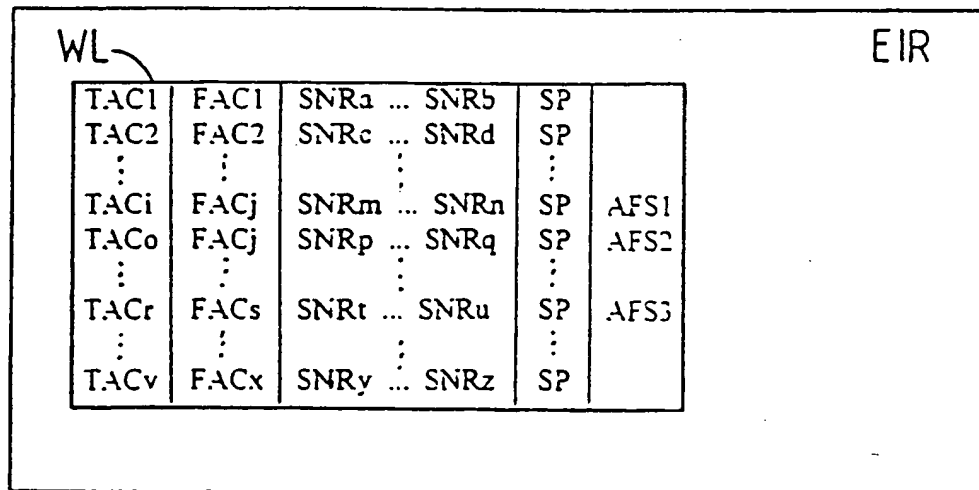 WL EIR
TAC1 FAC1 SNRa ... SNRb SP
TAC2 FAC2 SNRc ... SNRd SP
TACi FACj SNRm ... SNRn SP AFS1
TACo FACj SNRp ... SNRq SP AFS2
TACr FACs SNRt ... SNRu SP AFS3
TACv FACx SNRy ... SNRz SP